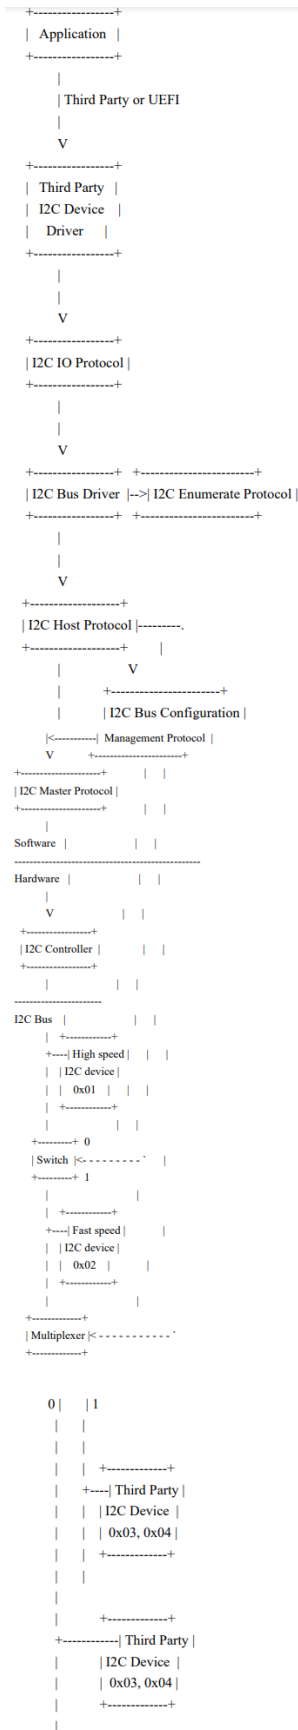 +-----------------+
| Application |
+-----------------+
|
| Third Party or UEFI
|
V
+-----------------+
| Third Party |
| I2C Device |
| Driver |
+-----------------+
|
|
V
+-----------------+
| I2C IO Protocol |
+-----------------+
|
|
V
+-----------------+ +------------------------+
| I2C Bus Driver |-->| I2C Enumerate Protocol |
+-----------------+ +------------------------+
|
|
V
+-------------------+
| I2C Host Protocol |---------.
+-------------------+ |
| V
| +-----------------------+
| | I2C Bus Configuration |
|<-----------| Management Protocol |
V +-----------------------+
+---------------------+ | |
| I2C Master Protocol |
+---------------------+ | |
|
Software | | |
-------------------------------------------------
Hardware | | |
|
V | |
+-----------------+
| I2C Controller | | |
+-----------------+
| | |
-----------------------
I2C Bus | | |
| +------------+
+----| High speed | | |
| | I2C device |
| | 0x01 | | |
| +------------+
| | |
+---------+ 0
| Switch |<- - - - - - - - - ` |
+---------+ 1
| |
| +------------+
+----| Fast speed | |
| | I2C device |
| | 0x02 | |
| +------------+
| |
+-------------+
| Multiplexer |<- - - - - - - - - - - `
+-------------+
0 | | 1
| |
| |
| | +-------------+
| +----| Third Party |
| | | I2C Device |
| | | 0x03, 0x04 |
| | +-------------+
| |
|
| +-------------+
+------------| Third Party |
| | I2C Device |
| | 0x03, 0x04 |
| +-------------+
|